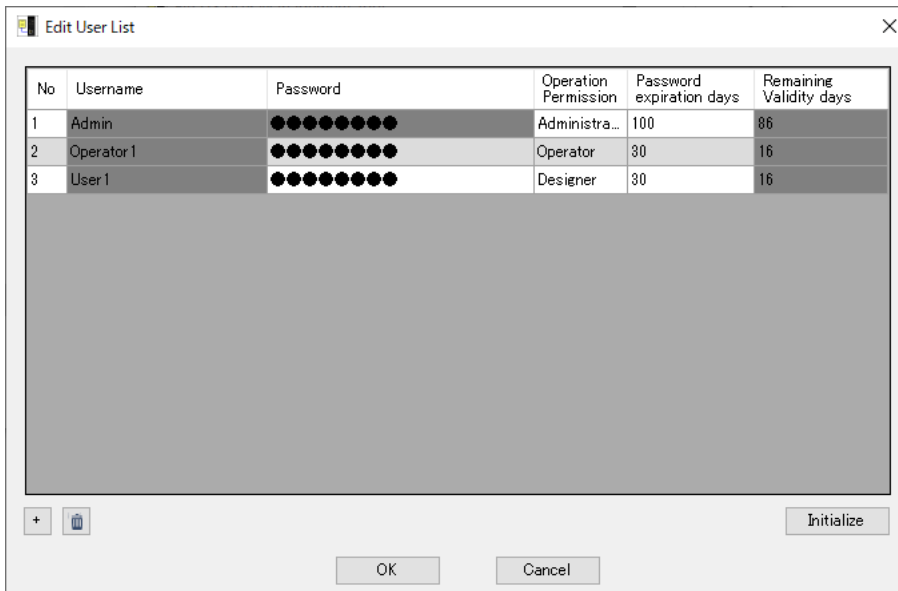 Edit User List
No Username Password Operation Permission Password expiration days Remaining Validity days
1 Admin ●●●●●●●● Administra... 100 86
2 Operator1 ●●●●●●●● Operator 30 16
3 User1 ●●●●●●●● Designer 30 16
+ Initialize
OK Cancel